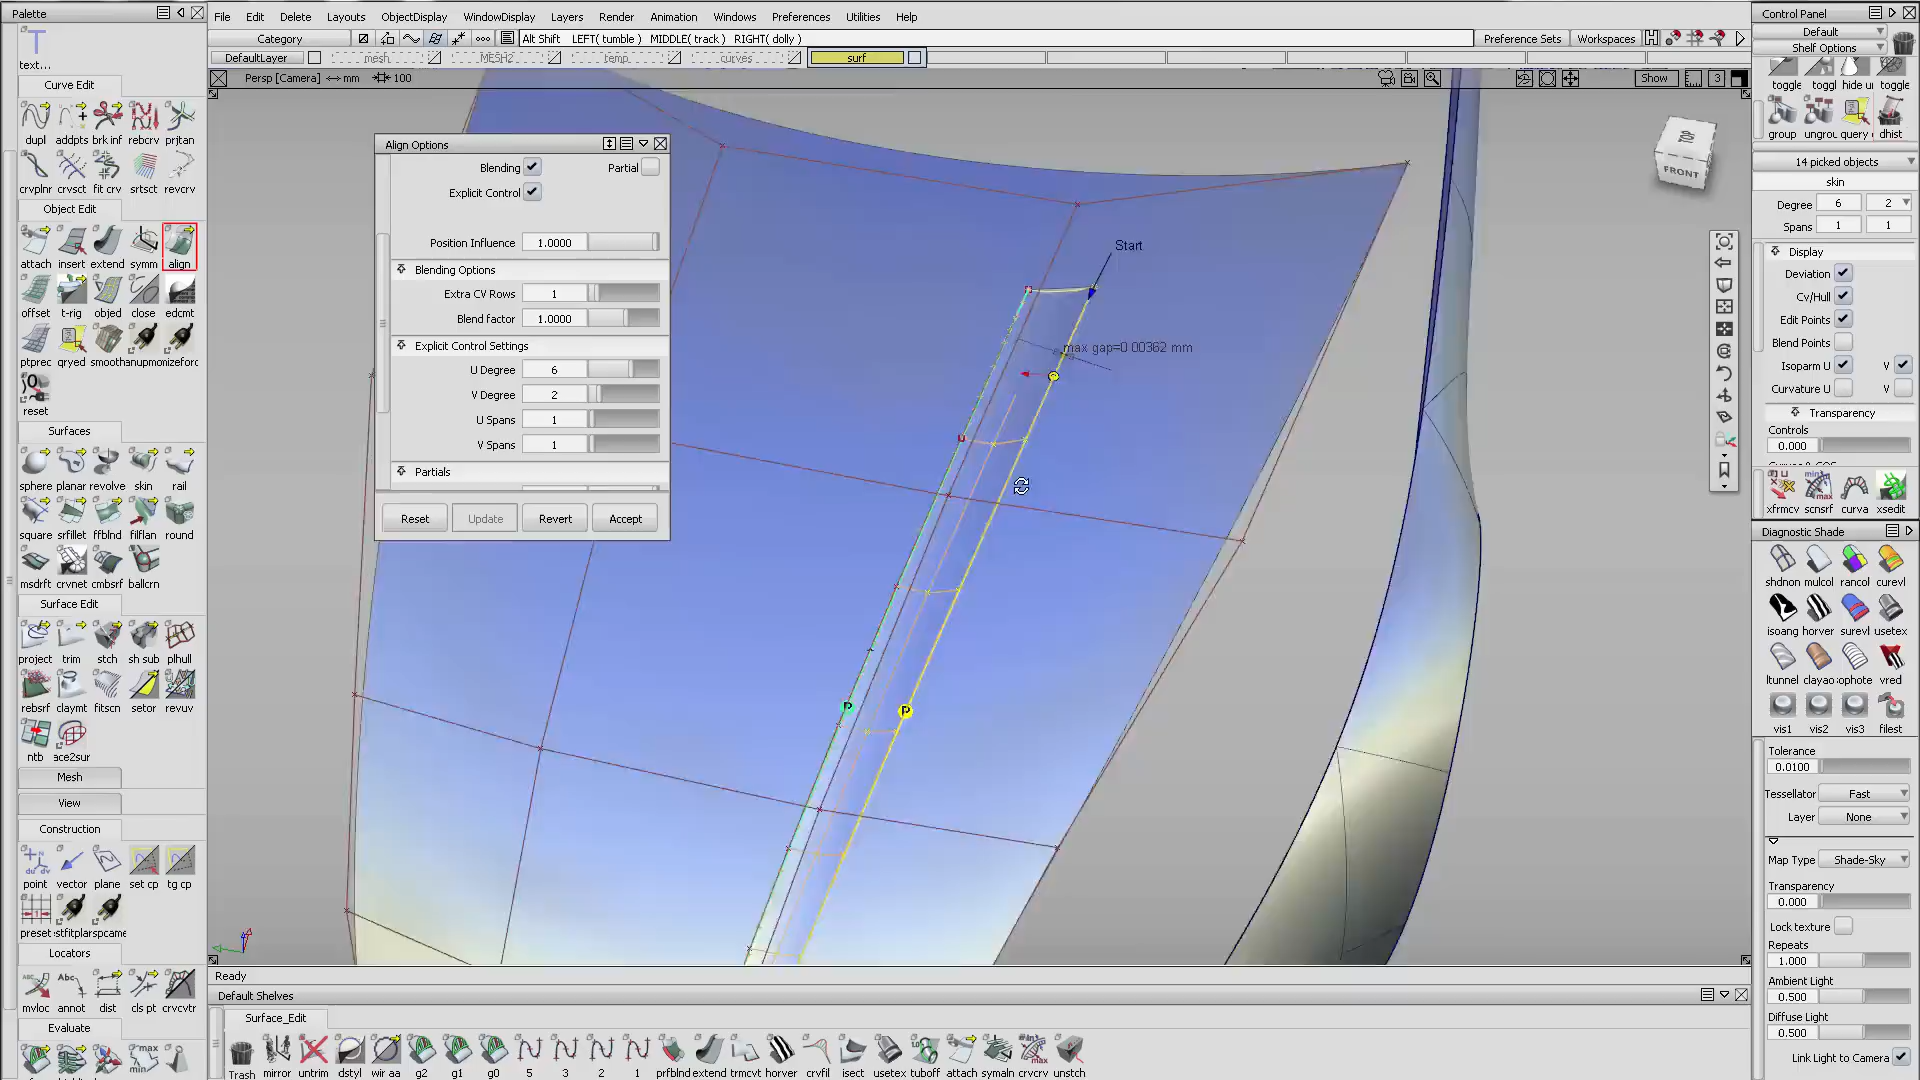 Palette
text...
Curve Edit
dupl addpts brk inf rebcrv prjtan
crvplnr crvsct fit crv srtsct revcrv
Object Edit
attach insert extend symm align
offset t-rig objed close edcmt
ptprec qryed smooth
reset
Surfaces
sphere planar revolve skin rail
square srfillet ffblnd fillflan round
msdrft crvnet cmbsrf ballcrn
Surface Edit
project trim stch sh sub plhull
rebsrf claymt fitscn setor revuv
ntb ace2sur
Mesh
View
Construction
point vector plane set cp tg cp
preset
Locators
mvloc annot dist cls pt crvcvtr
Evaluate
File Edit Delete Layouts ObjectDisplay WindowDisplay Layers Render Animation Windows Preferences Utilities Help
Category
Alt Shift LEFT( tumble ) MIDDLE( track ) RIGHT( dolly )
Preference Sets Workspaces
DefaultLayer mesh MESH2 temp curves surf
Persp [Camera] mm 100
Show 3
Align Options
Blending Partial
Explicit Control
Position Influence 1.0000
Blending Options
Extra CV Rows 1
Blend factor 1.0000
Explicit Control Settings
U Degree 6
V Degree 2
U Spans 1
V Spans 1
Partials
Reset Update Revert Accept
Start
max gap=0.00362 mm
P
P
FRONT
Ready
Default Shelves
Surface_Edit
Trash mirror untrim dstyl wir aa g2 g1 g0 5 3 2 1 prfblnd extend trmcvt horver crvfil isect usetex tuboff attach symaln crvcrv unstch
Control Panel
Default
Shelf Options
toggle toggl hide ur toggle
group ungrou query dhist
14 picked objects
skin
Degree 6 2
Spans 1 1
Display
Deviation
Cv/Hull
Edit Points
Blend Points
Isoparm U V
Curvature U V
Transparency
Controls
0.000
xfrmcv scnsrf curva xsedit
Diagnostic Shade
shdnon mulcol rancol curevl
isoang horver surevl usetex
ltunnel clayao isophote vred
vis1 vis2 vis3 filest
Tolerance
0.0100
Tessellator Fast
Layer None
Map Type Shade-Sky
Transparency
0.000
Lock texture
Repeats
1.000
Ambient Light
0.500
Diffuse Light
0.500
Link Light to Camera